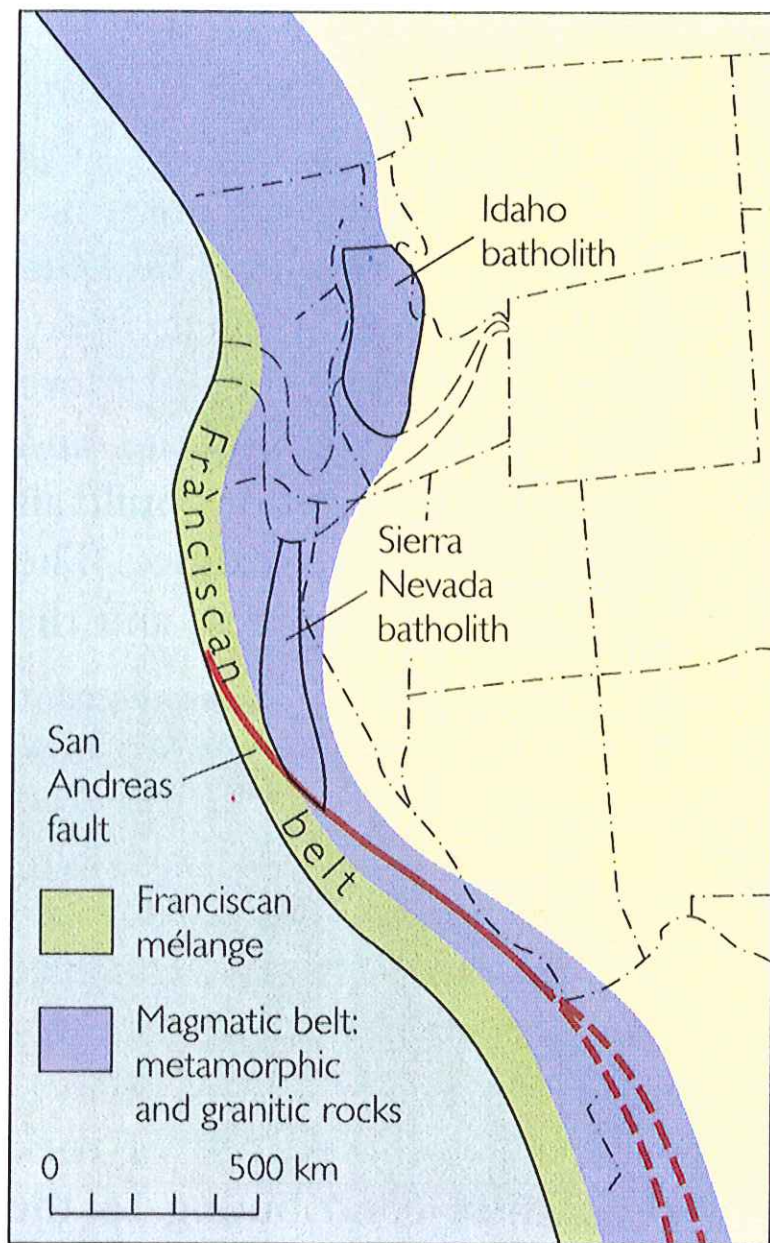 Idaho
batholith
Franciscan
belt
Sierra
Nevada
batholith
San
Andreas
fault
Franciscan
mélange
Magmatic belt:
metamorphic
and granitic rocks
0 500 km